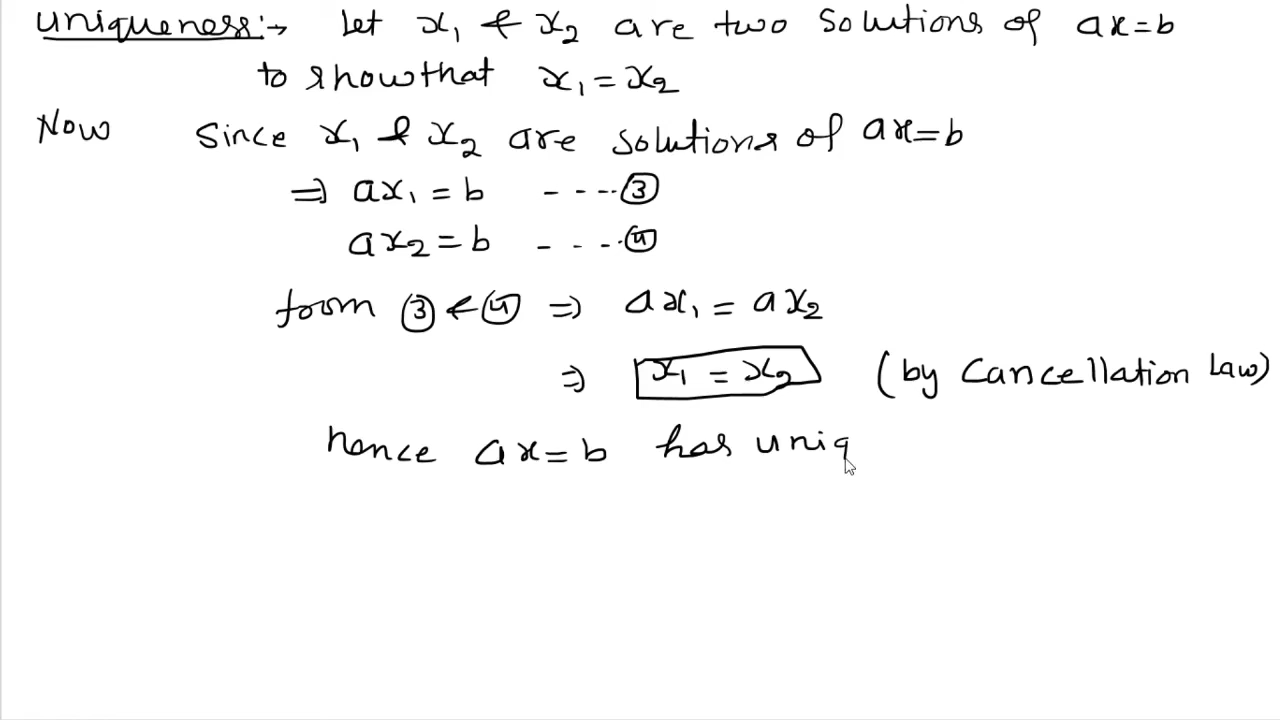 uniqueness:→ Let x₁ & x₂ are two solutions of ax=b
to show that x₁ = x₂
Now Since x₁ & x₂ are solutions of ax=b
⇒ ax₁ = b - - - - ③
ax₂ = b - - - - ④
from ③ & ④ ⇒ ax₁ = ax₂
⇒ x₁ = x₂ (by Cancellation Law)
hence ax=b has uniq